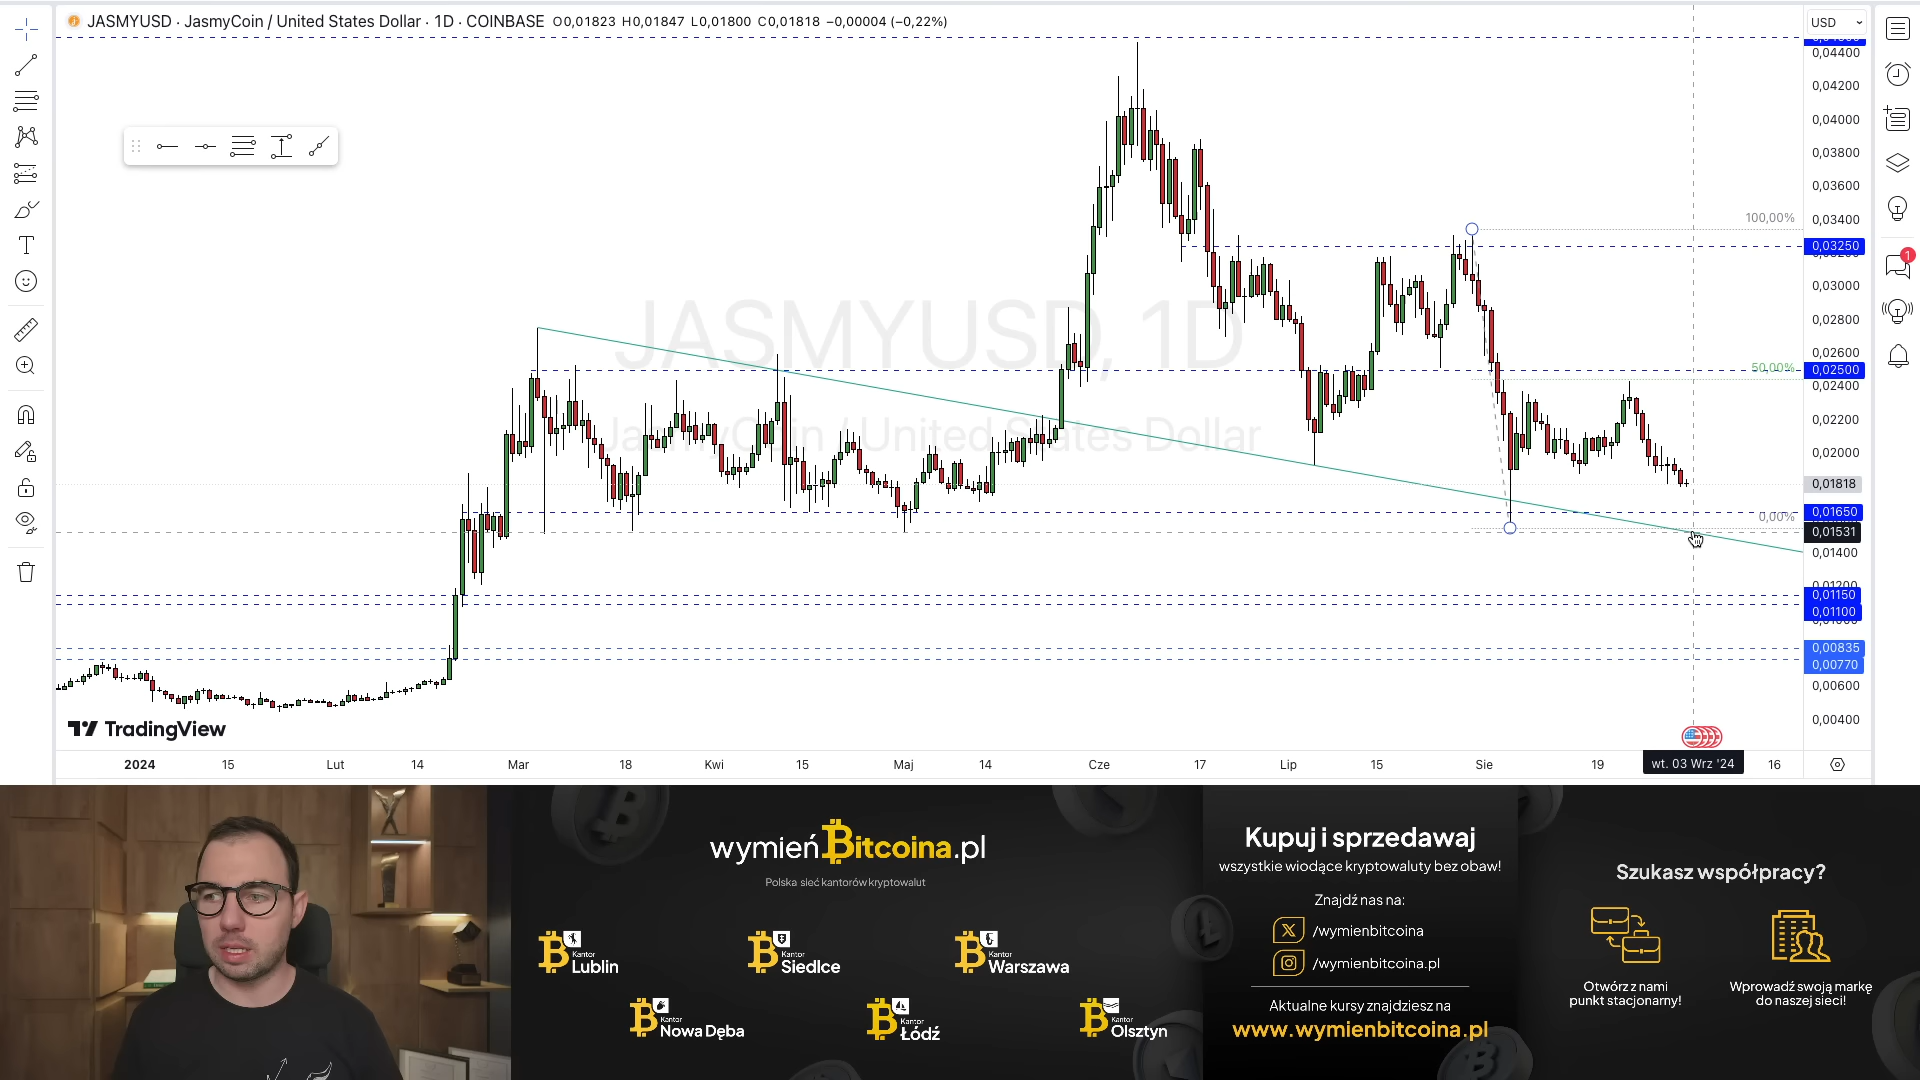 JASMYUSD · JasmyCoin / United States Dollar · 1D · COINBASE O0,01823 H0,01847 L0,01800 C0,01818 −0,00004 (−0,22%)
USD
0,04400
0,04200
0,04000
0,03800
0,03600
100,00%
0,03400
0,03250
0,03000
JASMYUSD, 1D
0,02800
0,02600
50,00%
0,02500
0,02400
JasmyCoin / United States Dollar
0,02200
0,02000
0,01818
0,01650
0,00%
0,01531
0,01400
0,01200
0,01150
0,01100
0,00835
0,00770
0,00600
0,00400
1
TradingView
2024 15 Lut 14 Mar 18 Kwi 15 Maj 14 Cze 17 Lip 15 Sie 19 wt. 03 Wrz '24 16
wymieńBitcoina.pl
Polska sieć kantorów kryptowalut
Kantor Lublin
Kantor Siedlce
Kantor Warszawa
Kantor Nowa Dęba
Kantor Łódź
Kantor Olsztyn
Kupuj i sprzedawaj
wszystkie wiodące kryptowaluty bez obaw!
Znajdź nas na:
/wymienbitcoina
/wymienbitcoina.pl
Aktualne kursy znajdziesz na
www.wymienbitcoina.pl
Szukasz współpracy?
Otwórz z nami
punkt stacjonarny!
Wprowadź swoją markę
do naszej sieci!